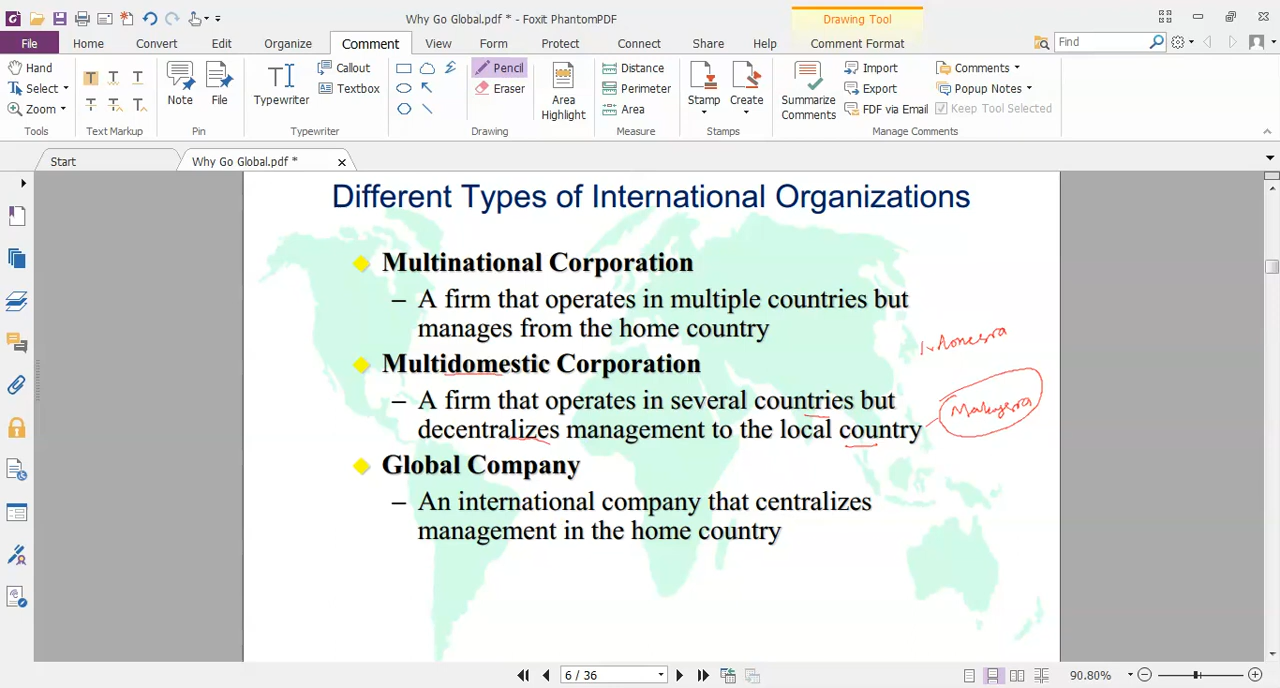 Why Go Global.pdf * - Foxit PhantomPDF
Drawing Tool
File Home Convert Edit Organize Comment View Form Protect Connect Share Help Comment Format Find
Hand
Select
Zoom
Tools
T T T
T T T
Text Markup
Note
File
Pin
Typewriter
Callout
Textbox
Typewriter
Pencil
Eraser
Drawing
Area
Highlight
Distance
Perimeter
Area
Measure
Stamp
Create
Stamps
Summarize
Comments
Import
Export
FDF via Email
Comments
Popup Notes
Keep Tool Selected
Manage Comments
Start
Why Go Global.pdf *
Different Types of International Organizations
Multinational Corporation
– A firm that operates in multiple countries but
manages from the home country
Indonesia
Multidomestic Corporation
– A firm that operates in several countries but
decentralizes management to the local country
Malaysia
Global Company
– An international company that centralizes
management in the home country
6 / 36
90.80%